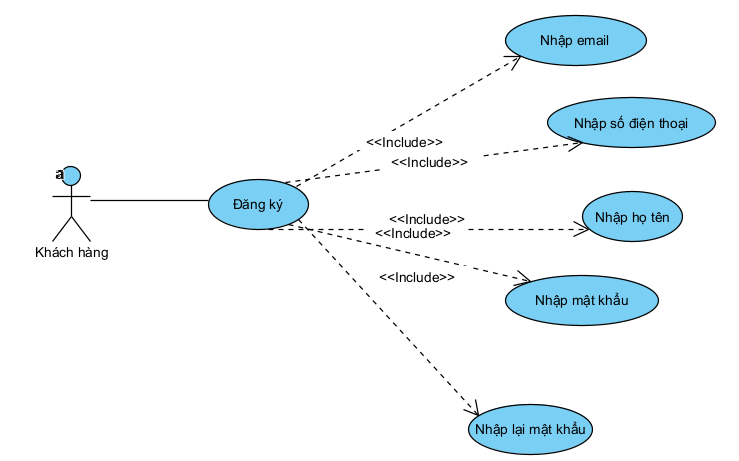 Nhập email
<<Include>>
Nhập số điện thoại
<<Include>>
a
Khách hàng
Đăng ký
<<Include>>
Nhập họ tên
<<Include>>
<<Include>>
Nhập mật khẩu
Nhập lại mật khẩu